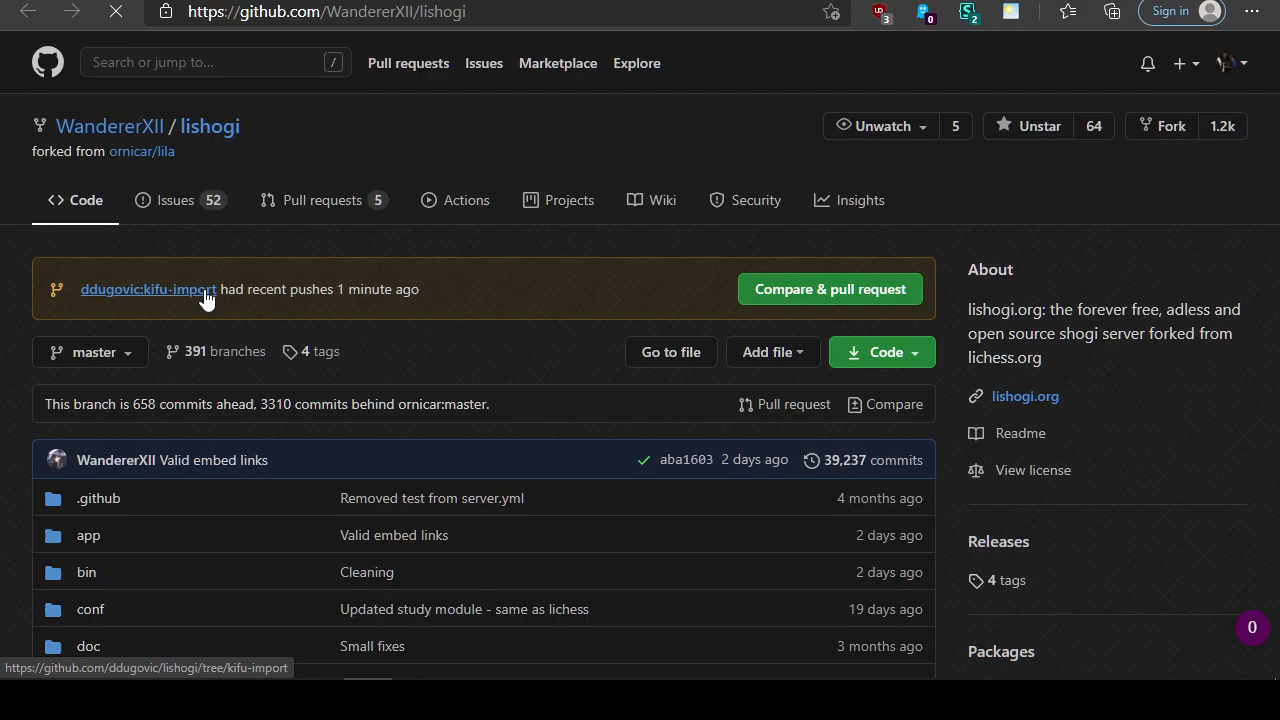 https://github.com/WandererXII/lishogi
3
0
2
Sign in
Search or jump to...
/
Pull requests
Issues
Marketplace
Explore
WandererXII / lishogi
forked from ornicar/lila
Unwatch 5
Unstar 64
Fork 1.2k
Code
Issues 52
Pull requests 5
Actions
Projects
Wiki
Security
Insights
ddugovic:kifu-import had recent pushes 1 minute ago
Compare & pull request
master
391 branches
4 tags
Go to file
Add file
Code
This branch is 658 commits ahead, 3310 commits behind ornicar:master.
Pull request
Compare
WandererXII Valid embed links
aba1603 2 days ago
39,237 commits
.github Removed test from server.yml 4 months ago
app Valid embed links 2 days ago
bin Cleaning 2 days ago
conf Updated study module - same as lichess 19 days ago
doc Small fixes 3 months ago
About
lishogi.org: the forever free, adless and
open source shogi server forked from
lichess.org
lishogi.org
Readme
View license
Releases
4 tags
0
Packages
https://github.com/ddugovic/lishogi/tree/kifu-import